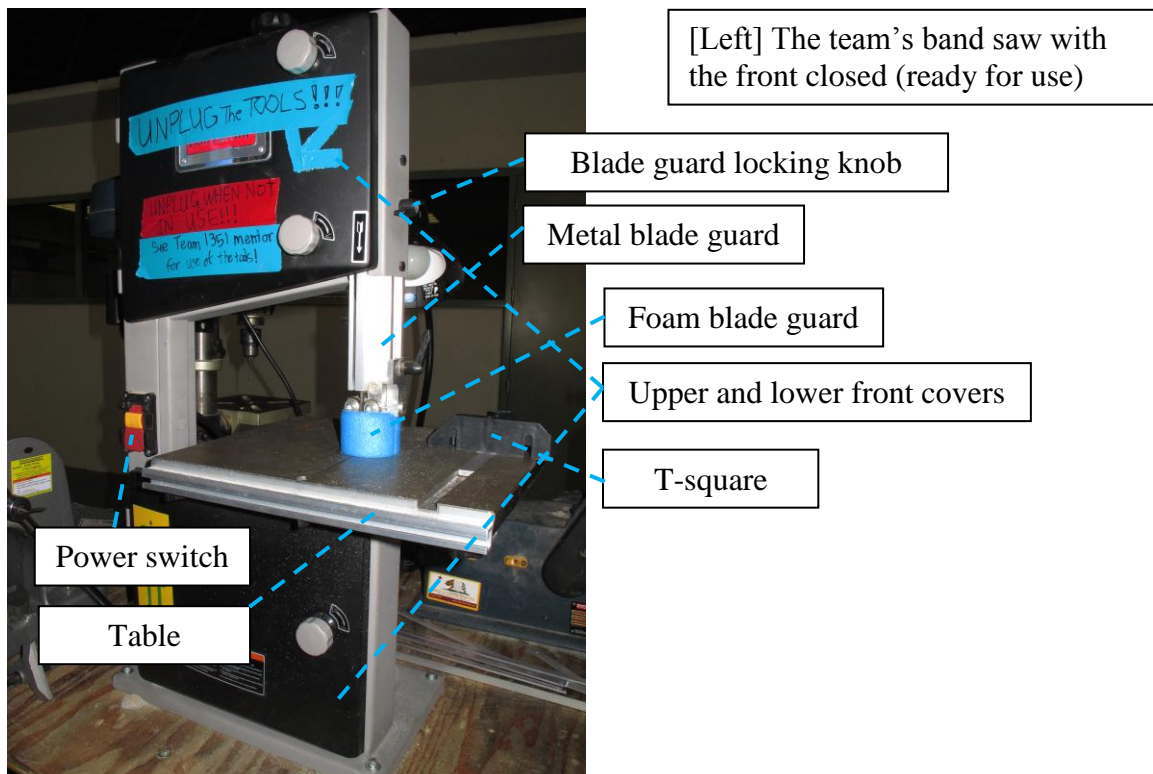 [Left] The team's band saw with
the front closed (ready for use)
UNPLUG The TOOLS!!!
UNPLUG WHEN NOT
IN USE!!!
See Team 1351 mentor
for use of the tools!
Blade guard locking knob
Metal blade guard
Foam blade guard
Upper and lower front covers
T-square
Power switch
Table